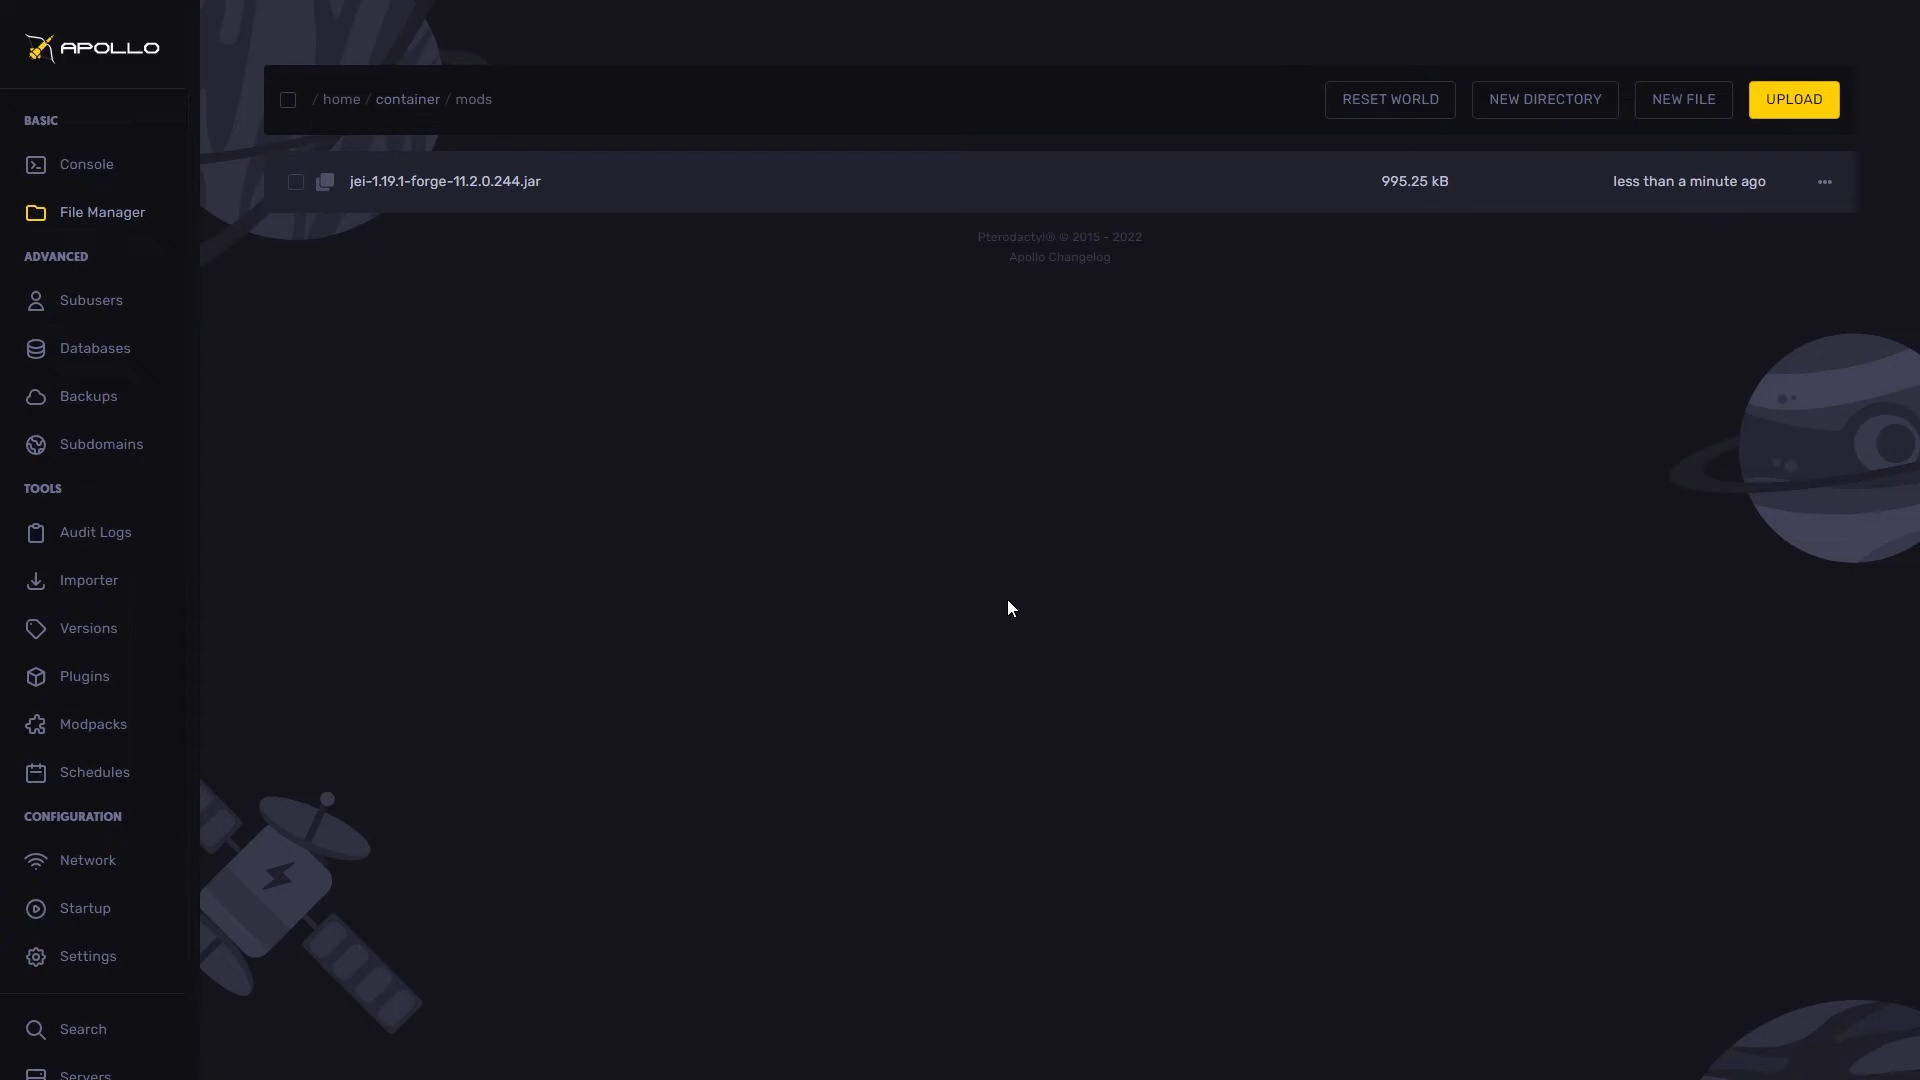 APOLLO
BASIC
Console
File Manager
ADVANCED
Subusers
Databases
Backups
Subdomains
TOOLS
Audit Logs
Importer
Versions
Plugins
Modpacks
Schedules
CONFIGURATION
Network
Startup
Settings
Search
Servers
/ home / container / mods
RESET WORLD
NEW DIRECTORY
NEW FILE
UPLOAD
jei-1.19.1-forge-11.2.0.244.jar
995.25 kB
less than a minute ago
Pterodactyl® © 2015 - 2022
Apollo Changelog